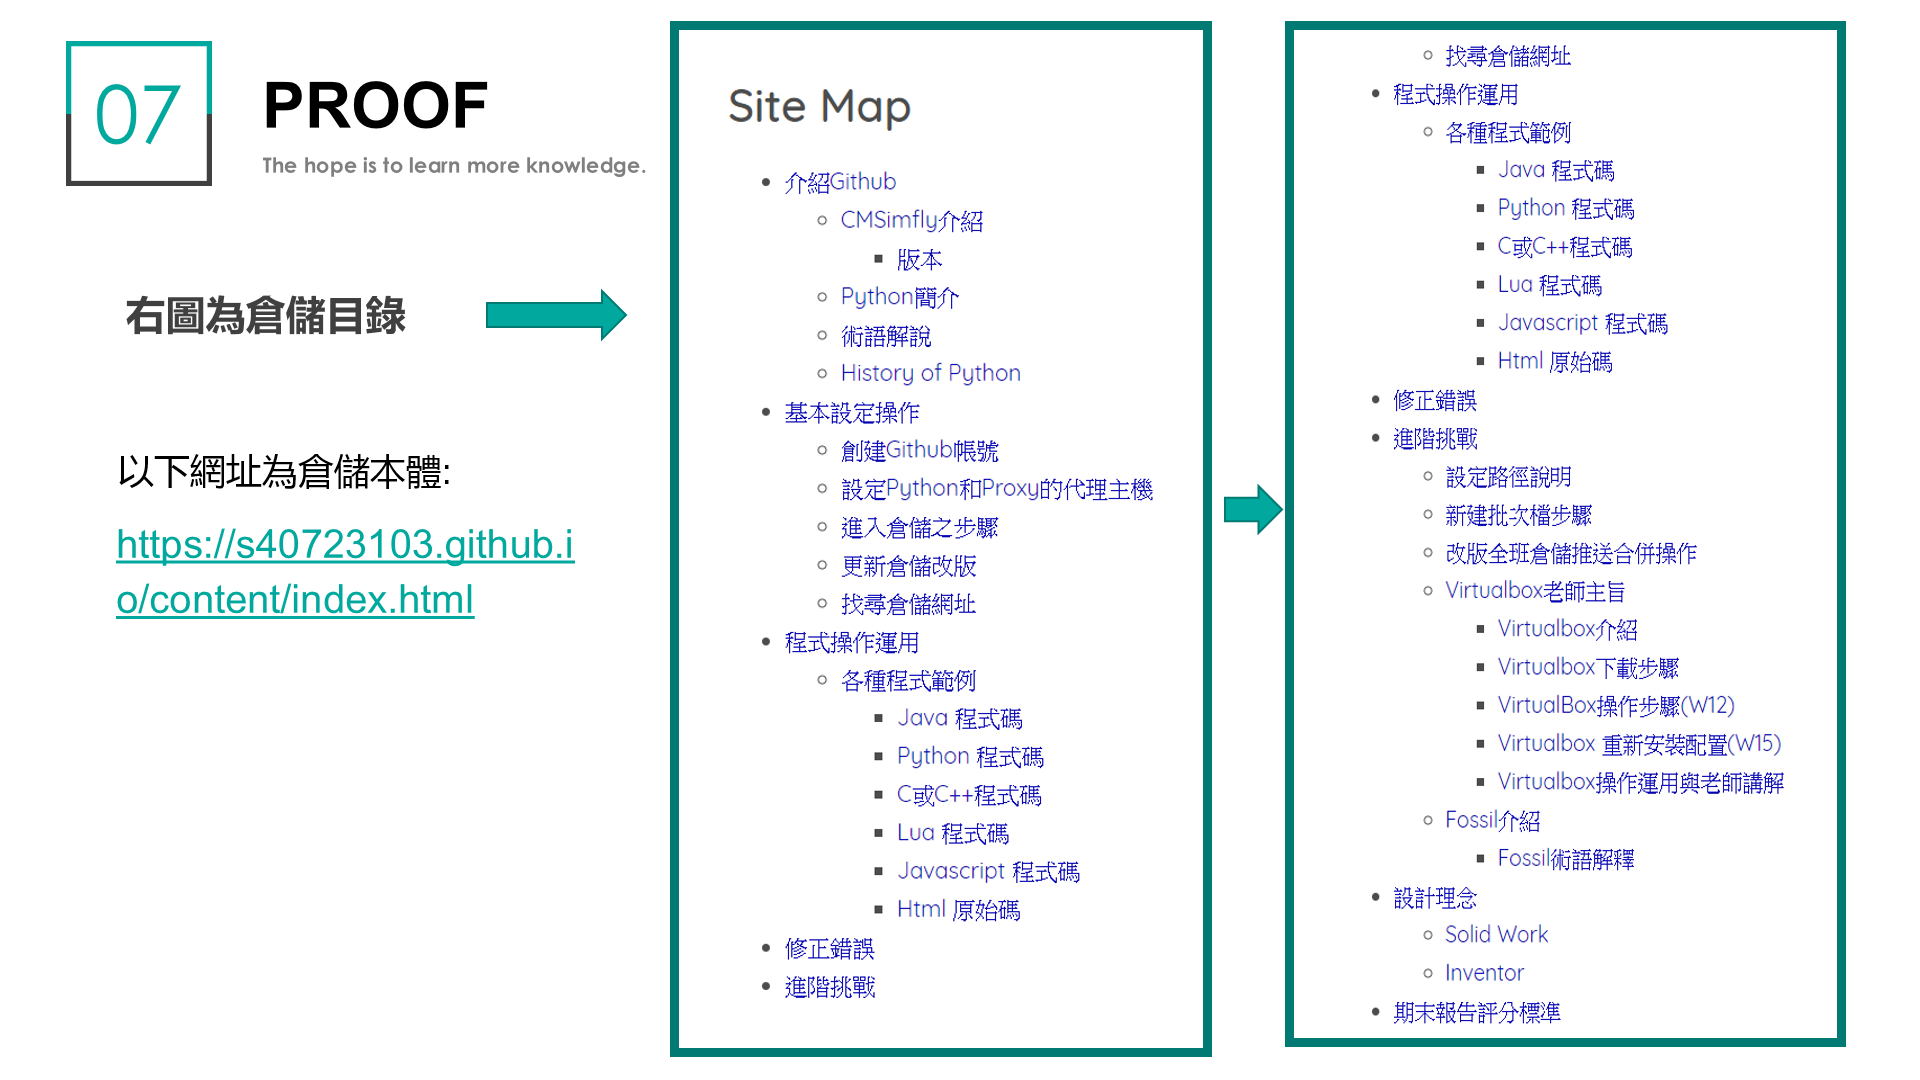 07
PROOF
The hope is to learn more knowledge.
右圖為倉儲目錄
以下網址為倉儲本體:
https://s40723103.github.i
o/content/index.html
Site Map
介紹Github
CMSimfly介紹
版本
Python簡介
術語解說
History of Python
基本設定操作
創建Github帳號
設定Python和Proxy的代理主機
進入倉儲之步驟
更新倉儲改版
找尋倉儲網址
程式操作運用
各種程式範例
Java 程式碼
Python 程式碼
C或C++程式碼
Lua 程式碼
Javascript 程式碼
Html 原始碼
修正錯誤
進階挑戰
找尋倉儲網址
程式操作運用
各種程式範例
Java 程式碼
Python 程式碼
C或C++程式碼
Lua 程式碼
Javascript 程式碼
Html 原始碼
修正錯誤
進階挑戰
設定路徑說明
新建批次檔步驟
改版全班倉儲推送合併操作
Virtualbox老師主旨
Virtualbox介紹
Virtualbox下載步驟
VirtualBox操作步驟(W12)
Virtualbox 重新安裝配置(W15)
Virtualbox操作運用與老師講解
Fossil介紹
Fossil術語解釋
設計理念
Solid Work
Inventor
期末報告評分標準